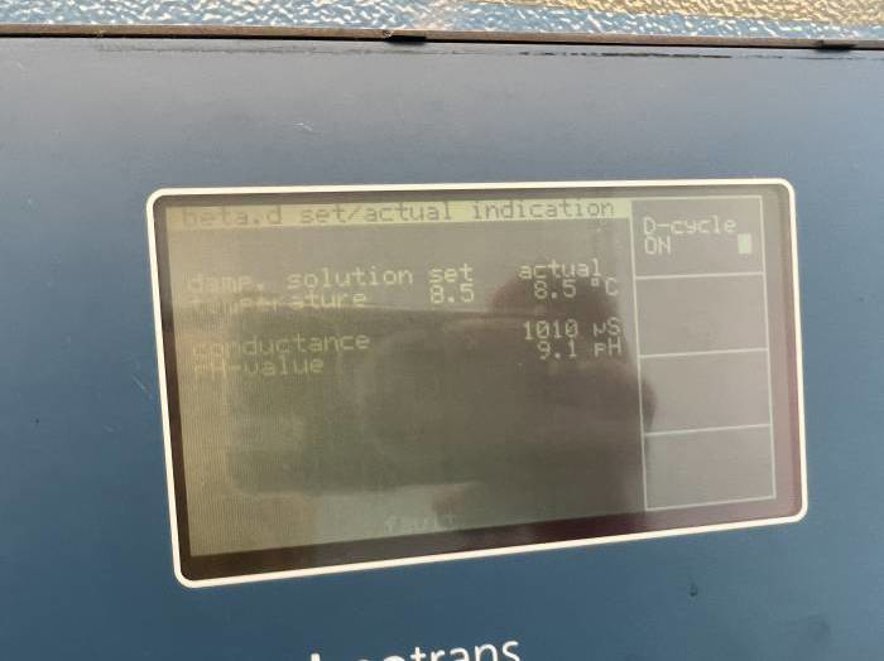 beta.d set/actual indication
D-cycle
ON
damp. solution set actual
temperature 8.5 8.5 °C
conductance 1010 µS
pH-value 9.1 pH
trans